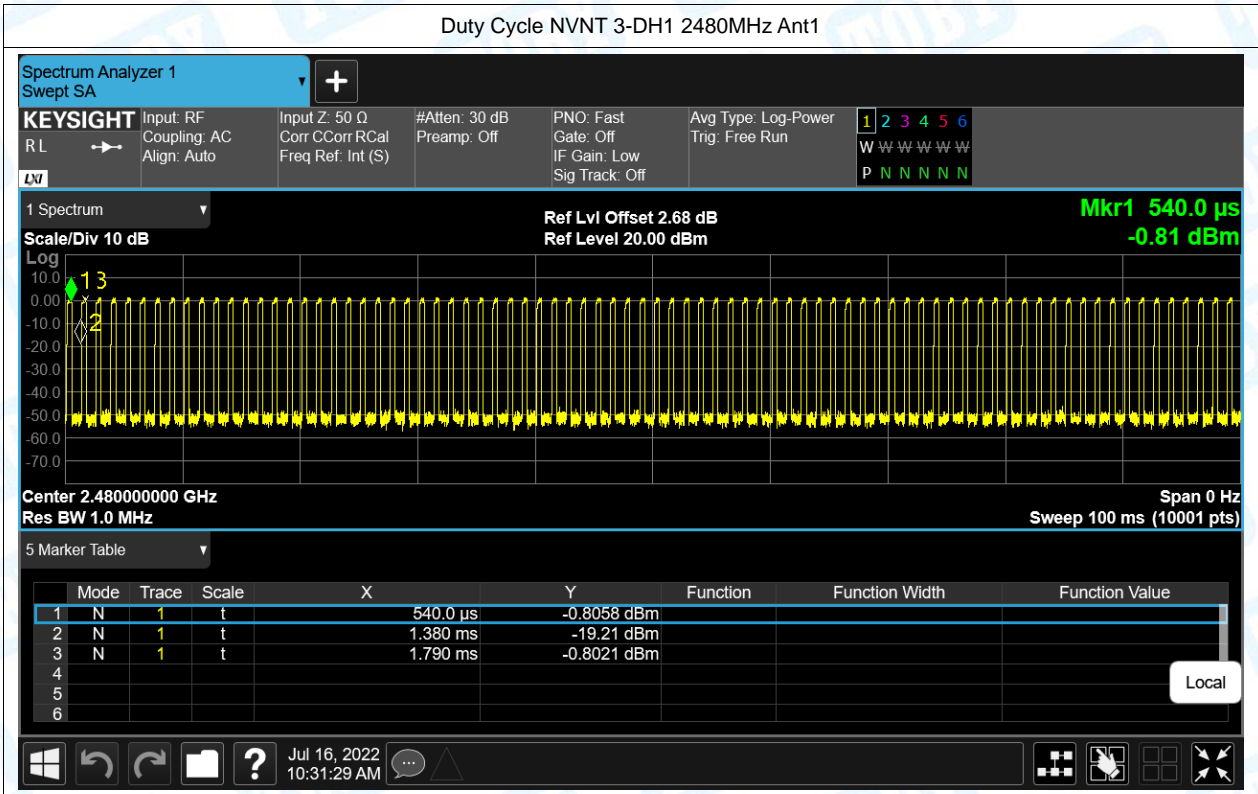 Duty Cycle NVNT 3-DH1 2480MHz Ant1
Spectrum Analyzer 1
Swept SA
KEYSIGHT
RL
LXI
Input: RF
Coupling: AC
Align: Auto
Input Z: 50 Ω
Corr CCorr RCal
Freq Ref: Int (S)
#Atten: 30 dB
Preamp: Off
PNO: Fast
Gate: Off
IF Gain: Low
Sig Track: Off
Avg Type: Log-Power
Trig: Free Run
1 2 3 4 5 6
W W W W W W
P N N N N N
1 Spectrum
Scale/Div 10 dB
Ref Lvl Offset 2.68 dB
Ref Level 20.00 dBm
Mkr1 540.0 µs
-0.81 dBm
Log
10.0
0.00
-10.0
-20.0
-30.0
-40.0
-50.0
-60.0
-70.0
1 3
2
Center 2.480000000 GHz
Span 0 Hz
Res BW 1.0 MHz
Sweep 100 ms (10001 pts)
5 Marker Table
Mode Trace Scale X Y Function Function Width Function Value
1 N 1 t 540.0 µs -0.8058 dBm
2 N 1 t 1.380 ms -19.21 dBm
3 N 1 t 1.790 ms -0.8021 dBm
4
5
6
Local
?
Jul 16, 2022
10:31:29 AM